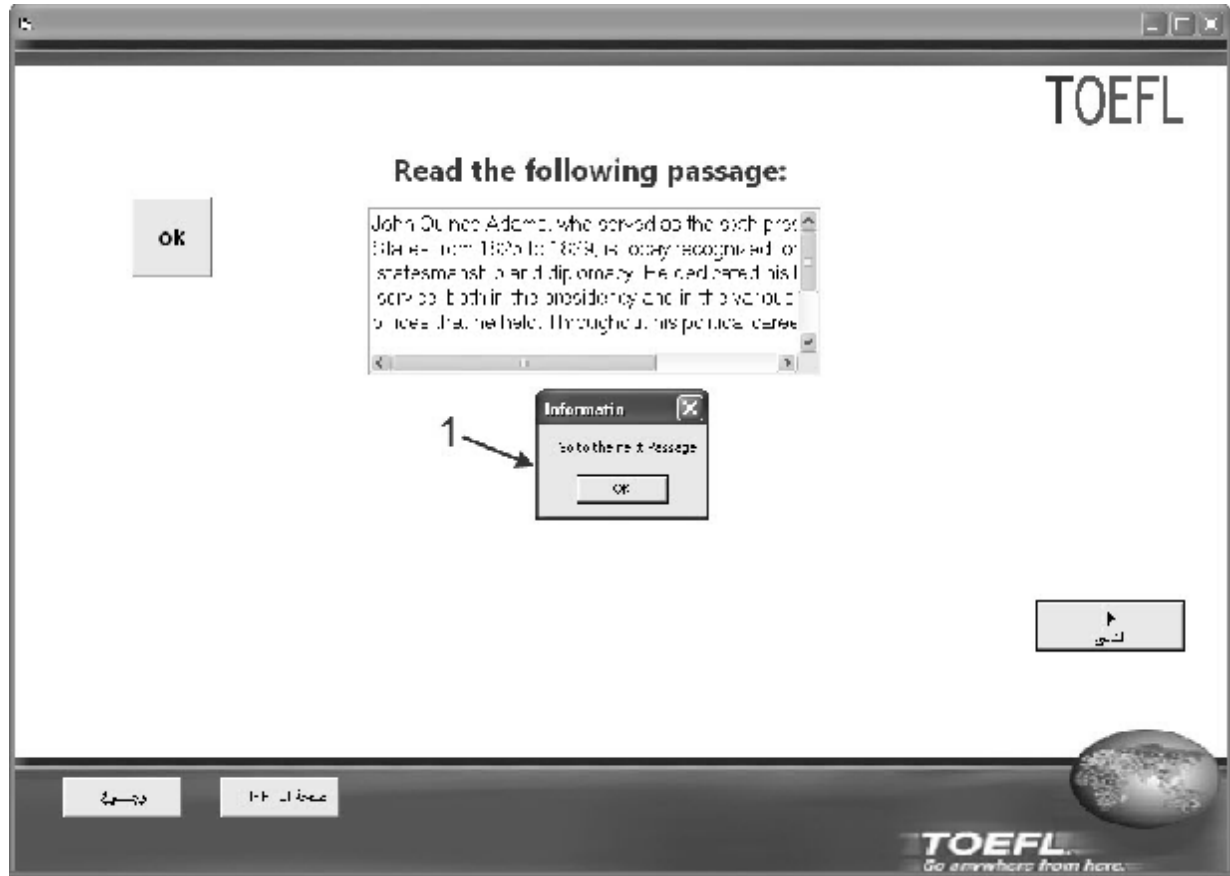 TOEFL
Read the following passage:
ok
John Quince Adams, who served as the sixth pres
States from 1825 to 1829, is today recognized for
statesmanship and diplomacy. He dedicated his l
service, both in the presidency and in the various
offices that he held. Throughout his political caree
Informatin
1
Go to the next Passage
OK
التالي
TOEFL
Go anywhere from here.